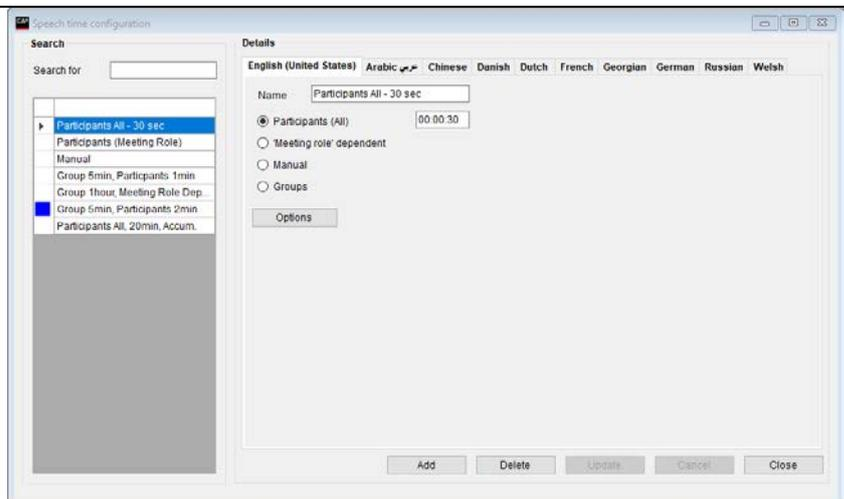 CAP Speech time configuration
Search
Search for
Participants All - 30 sec
Participants (Meeting Role)
Manual
Group 5min, Particpants 1min
Group 1hour, Meeting Role Dep...
Group 5min, Participants 2min
Participants All, 20min, Accum.
Details
English (United States) Arabic عربي Chinese Danish Dutch French Georgian German Russian Welsh
Name Participants All - 30 sec
Participants (All) 00:00:30
'Meeting role' dependent
Manual
Groups
Options
Add Delete Update Cancel Close